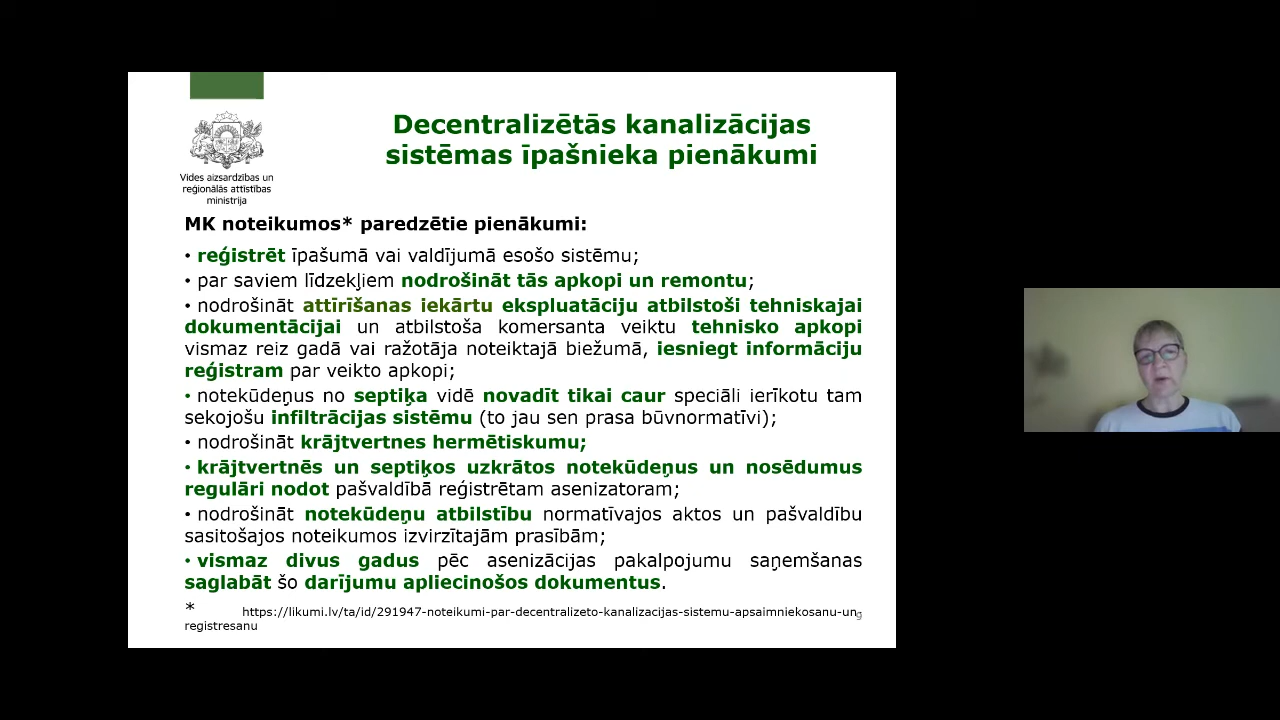 Decentralizētās kanalizācijas
sistēmas īpašnieka pienākumi
Vides aizsardzības un
reģionālās attīstības
ministrija
MK noteikumos* paredzētie pienākumi:
• reģistrēt īpašumā vai valdījumā esošo sistēmu;
• par saviem līdzekļiem nodrošināt tās apkopi un remontu;
• nodrošināt attīrīšanas iekārtu ekspluatāciju atbilstoši tehniskajai
dokumentācijai un atbilstoša komersanta veiktu tehnisko apkopi
vismaz reiz gadā vai ražotāja noteiktajā biežumā, iesniegt informāciju
reģistram par veikto apkopi;
• notekūdeņus no septiķa vidē novadīt tikai caur speciāli ierīkotu tam
sekojošu infiltrācijas sistēmu (to jau sen prasa būvnormatīvi);
• nodrošināt krājtvertnes hermētiskumu;
• krājtvertnēs un septiķos uzkrātos notekūdeņus un nosēdumus
regulāri nodot pašvaldībā reģistrētam asenizatoram;
• nodrošināt notekūdeņu atbilstību normatīvajos aktos un pašvaldību
sasitošajos noteikumos izvirzītajām prasībām;
• vismaz divus gadus pēc asenizācijas pakalpojumu saņemšanas
saglabāt šo darījumu apliecinošos dokumentus.
* https://likumi.lv/ta/id/291947-noteikumi-par-decentralizeto-kanalizacijas-sistemu-apsaimniekosanu-un-
registresanu